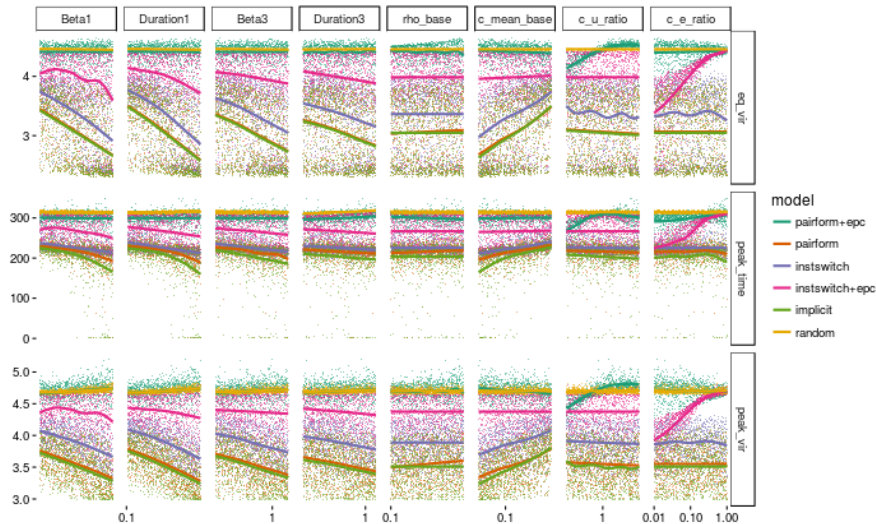 Beta1 Duration1 Beta3 Duration3 rho_base c_mean_base c_u_ratio c_e_ratio
4
3
eq_vir
300
200
100
0
peak_time
5.0
4.5
4.0
3.5
3.0
peak_vir
0.1 1 1 0.1 0.1 1 0.01 0.10 1.00
model
pairform+epc
pairform
instswitch
instswitch+epc
implicit
random